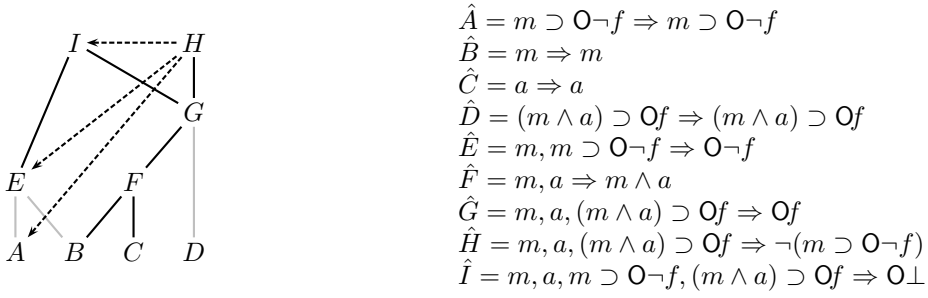 I H
G
E F
A B C D
Â = m ⊃ O¬f ⇒ m ⊃ O¬f
B̂ = m ⇒ m
Ĉ = a ⇒ a
D̂ = (m ∧ a) ⊃ Of ⇒ (m ∧ a) ⊃ Of
Ê = m, m ⊃ O¬f ⇒ O¬f
F̂ = m, a ⇒ m ∧ a
Ĝ = m, a, (m ∧ a) ⊃ Of ⇒ Of
Ĥ = m, a, (m ∧ a) ⊃ Of ⇒ ¬(m ⊃ O¬f)
Î = m, a, m ⊃ O¬f, (m ∧ a) ⊃ Of ⇒ O⊥